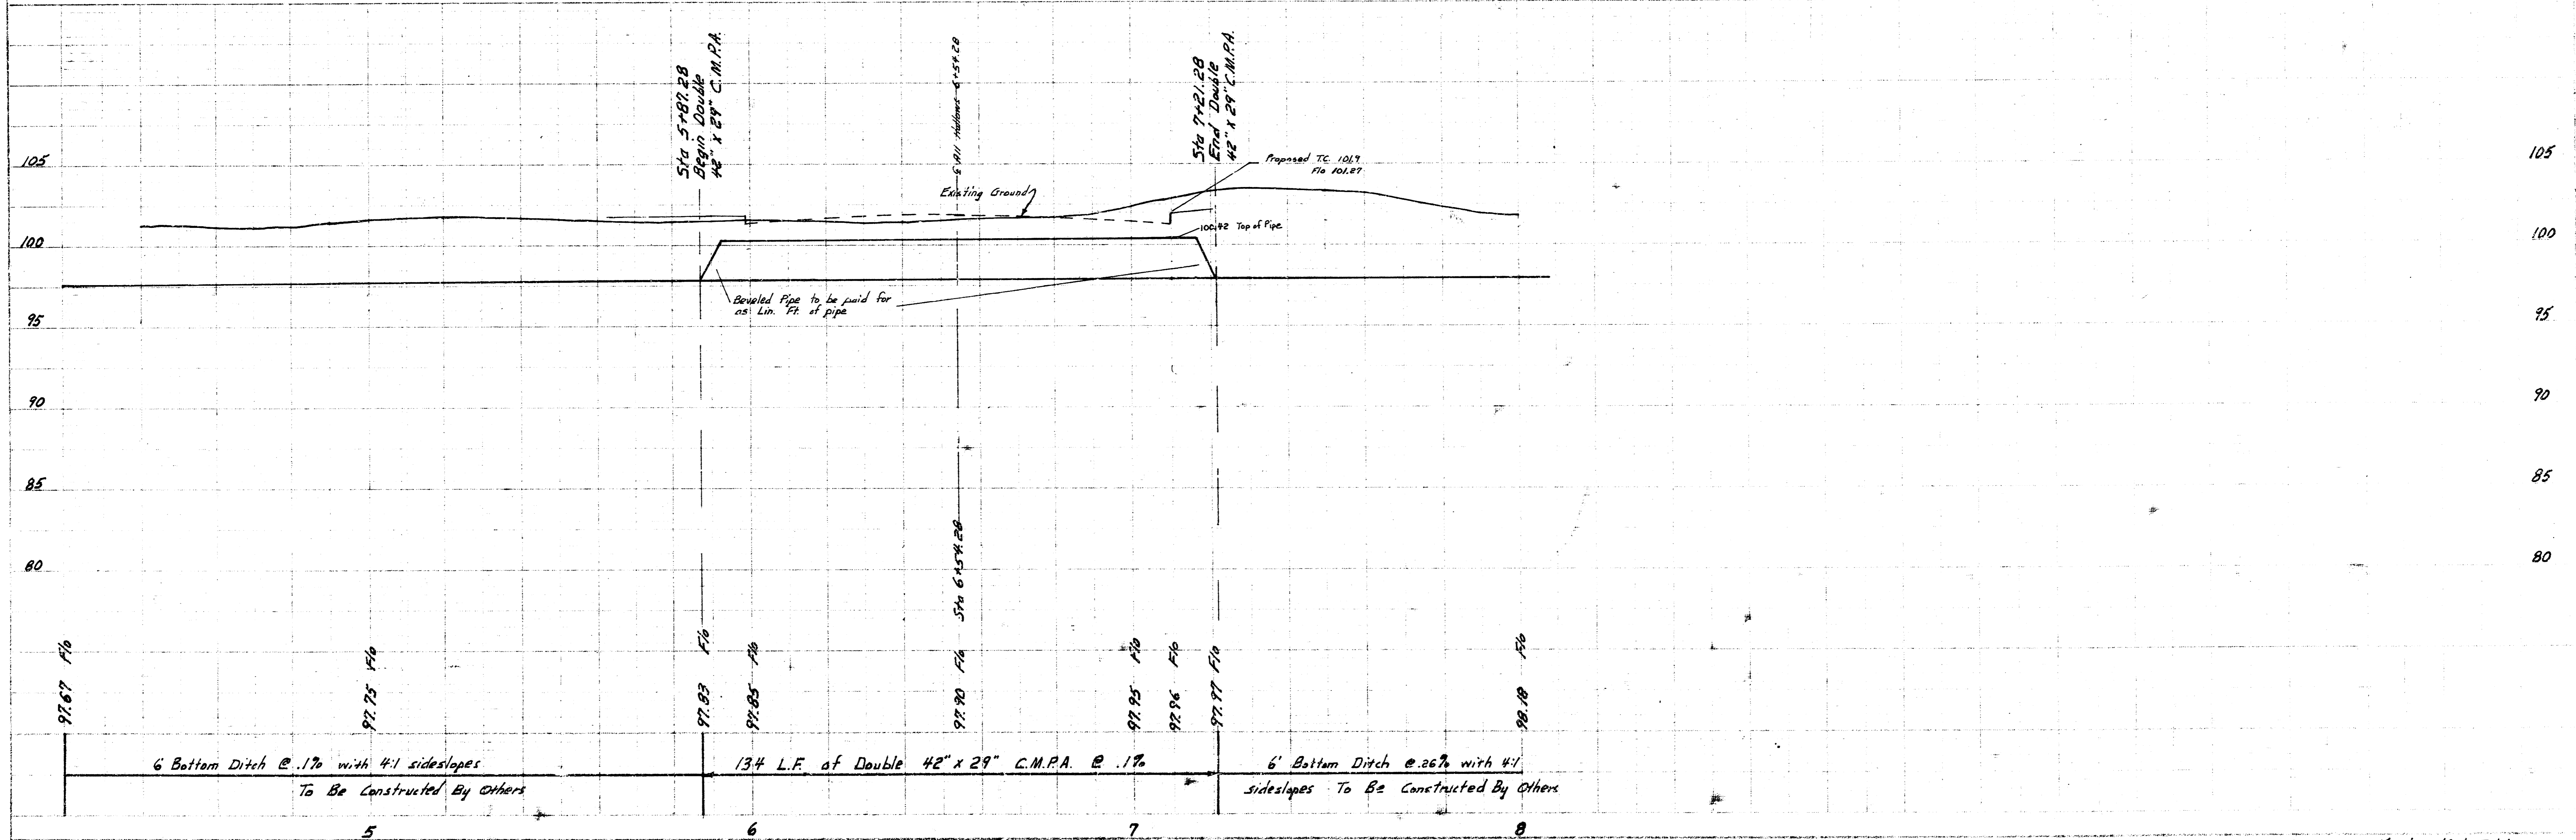 Sta 5+87.28
Begin Double
42" x 29" C.M.P.A.
6+54.28
Sta 7+21.28
End Double
42" x 29" C.M.P.A.
105
105
Proposed T.C. 101.9
Flo 101.27
Existing Ground
100
100.42 Top of Pipe
100
Beveled Pipe to be paid for
as Lin. Ft. of pipe
95
95
90
90
85
85
80
80
97.67 Flo
97.75 Flo
97.83 Flo
97.85 Flo
97.90 Flo Sta 6+54.28
97.95 Flo
97.96 Flo
97.97 Flo
98.18 Flo
6 Bottom Ditch @ .1% with 4:1 sideslopes
To Be Constructed By Others
134 L.F. of Double 42" x 29" C.M.P.A. @ .1%
6' Bottom Ditch @ .26% with 4:1
sideslopes To Be Constructed By Others
5
6
7
8